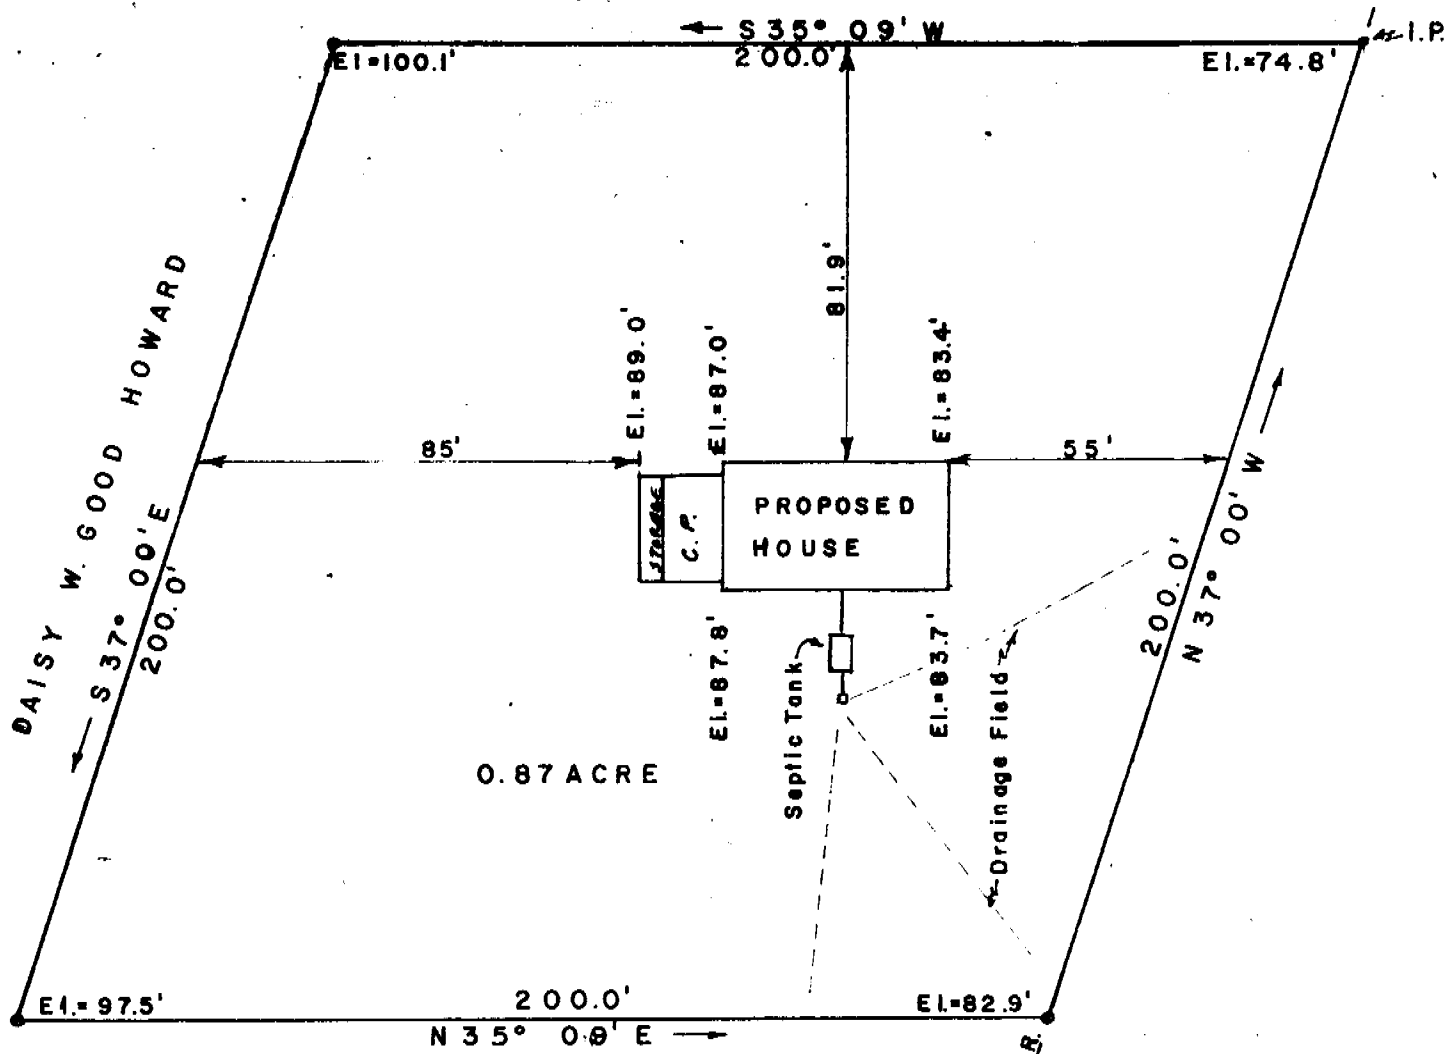 ← S 35° 09' W
200.0'
I.P.
El=100.1'
El.=74.8'
81.9'
DAISY W. GOOD HOWARD
S 37° 00' E
200.0'
El.=89.0'
El.=87.0'
El.=83.4'
85'
55'
STORAGE
C. P.
PROPOSED
HOUSE
N 37° 00' W
200.0'
El.=87.8'
Septic Tank
El.=83.7'
Drainage Field
0.87 ACRE
El.=97.5'
200.0'
El.=82.9'
N 35° 09' E →